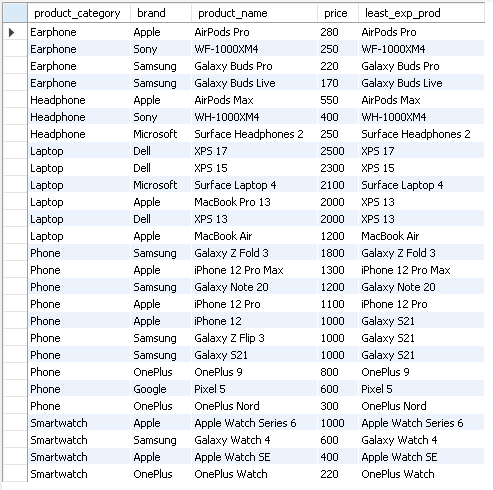 product_category brand product_name price least_exp_prod
Earphone Apple AirPods Pro 280 AirPods Pro
Earphone Sony WF-1000XM4 250 WF-1000XM4
Earphone Samsung Galaxy Buds Pro 220 Galaxy Buds Pro
Earphone Samsung Galaxy Buds Live 170 Galaxy Buds Live
Headphone Apple AirPods Max 550 AirPods Max
Headphone Sony WH-1000XM4 400 WH-1000XM4
Headphone Microsoft Surface Headphones 2 250 Surface Headphones 2
Laptop Dell XPS 17 2500 XPS 17
Laptop Dell XPS 15 2300 XPS 15
Laptop Microsoft Surface Laptop 4 2100 Surface Laptop 4
Laptop Apple MacBook Pro 13 2000 XPS 13
Laptop Dell XPS 13 2000 XPS 13
Laptop Apple MacBook Air 1200 MacBook Air
Phone Samsung Galaxy Z Fold 3 1800 Galaxy Z Fold 3
Phone Apple iPhone 12 Pro Max 1300 iPhone 12 Pro Max
Phone Samsung Galaxy Note 20 1200 Galaxy Note 20
Phone Apple iPhone 12 Pro 1100 iPhone 12 Pro
Phone Apple iPhone 12 1000 Galaxy S21
Phone Samsung Galaxy Z Flip 3 1000 Galaxy S21
Phone Samsung Galaxy S21 1000 Galaxy S21
Phone OnePlus OnePlus 9 800 OnePlus 9
Phone Google Pixel 5 600 Pixel 5
Phone OnePlus OnePlus Nord 300 OnePlus Nord
Smartwatch Apple Apple Watch Series 6 1000 Apple Watch Series 6
Smartwatch Samsung Galaxy Watch 4 600 Galaxy Watch 4
Smartwatch Apple Apple Watch SE 400 Apple Watch SE
Smartwatch OnePlus OnePlus Watch 220 OnePlus Watch